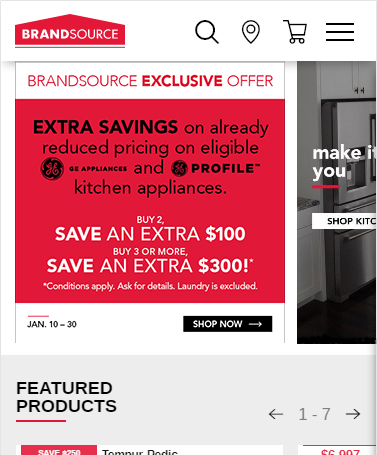 BRANDSOURCE
BRANDSOURCE EXCLUSIVE OFFER
EXTRA SAVINGS on already
reduced pricing on eligible
GE APPLIANCES and PROFILE™
kitchen appliances.
BUY 2,
SAVE AN EXTRA $100
BUY 3 OR MORE,
SAVE AN EXTRA $300!*
*Conditions apply. Ask for details. Laundry is excluded.
JAN. 10 – 30
SHOP NOW
make it
you
SHOP KITC
FEATURED
PRODUCTS
1 - 7
SAVE $250
Tempur-Pedic
$6,997